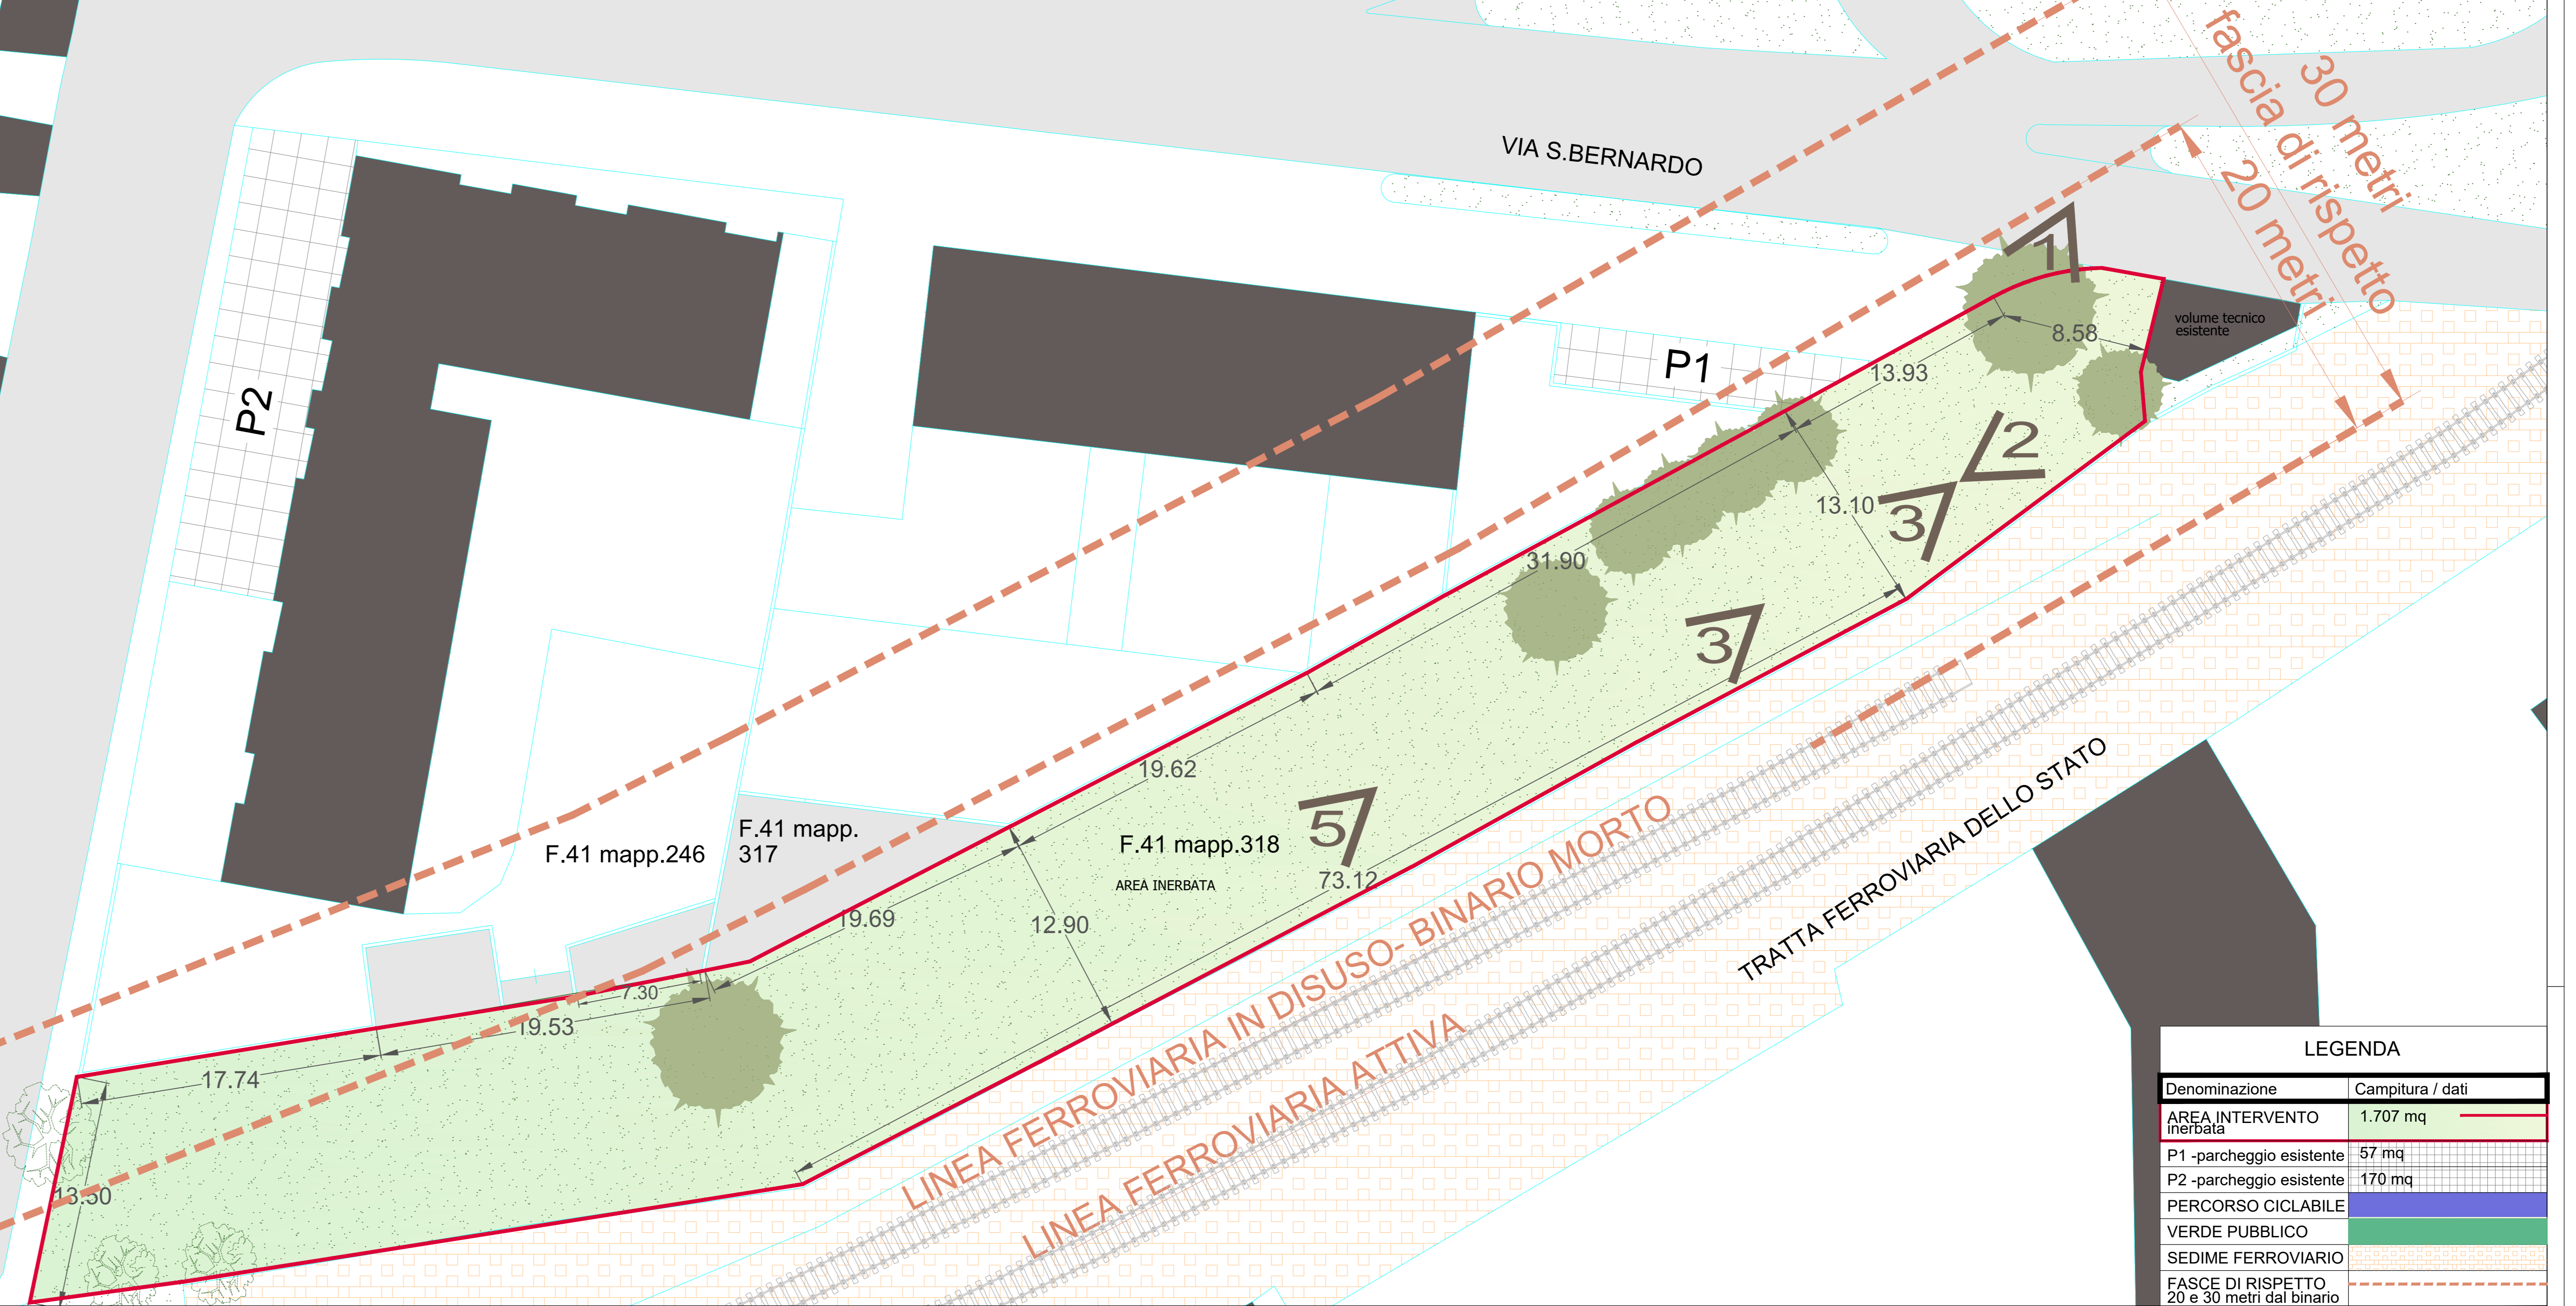 VIA S.BERNARDO
30 metri
fascia di rispetto
20 metri
1
volume tecnico
esistente
8.58
P1
13.93
P2
2
13.10
3
31.90
3
19.62
F.41 mapp.
317
F.41 mapp.246
F.41 mapp.318
5
AREA INERBATA
73.12
19.69
12.90
7.30
19.53
17.74
13.50
LINEA FERROVIARIA IN DISUSO- BINARIO MORTO
LINEA FERROVIARIA ATTIVA
TRATTA FERROVIARIA DELLO STATO
LEGENDA
Denominazione Campitura / dati
AREA INTERVENTO 1.707 mq
inerbata
P1 -parcheggio esistente 57 mq
P2 -parcheggio esistente 170 mq
PERCORSO CICLABILE
VERDE PUBBLICO
SEDIME FERROVIARIO
FASCE DI RISPETTO
20 e 30 metri dal binario